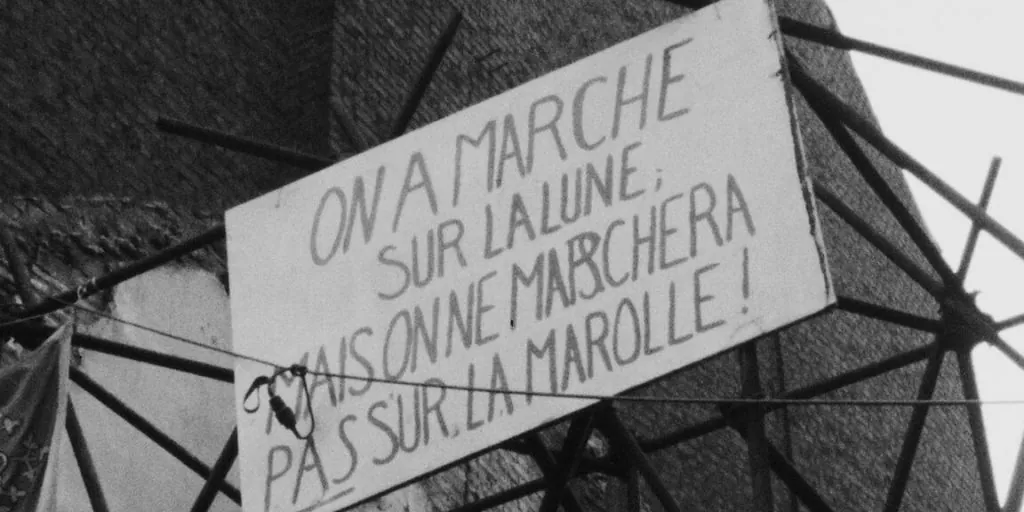 ON A MARCHE
SUR LA LUNE,
MAIS ON NE MARCHERA
PAS SUR LA MAROLLE !